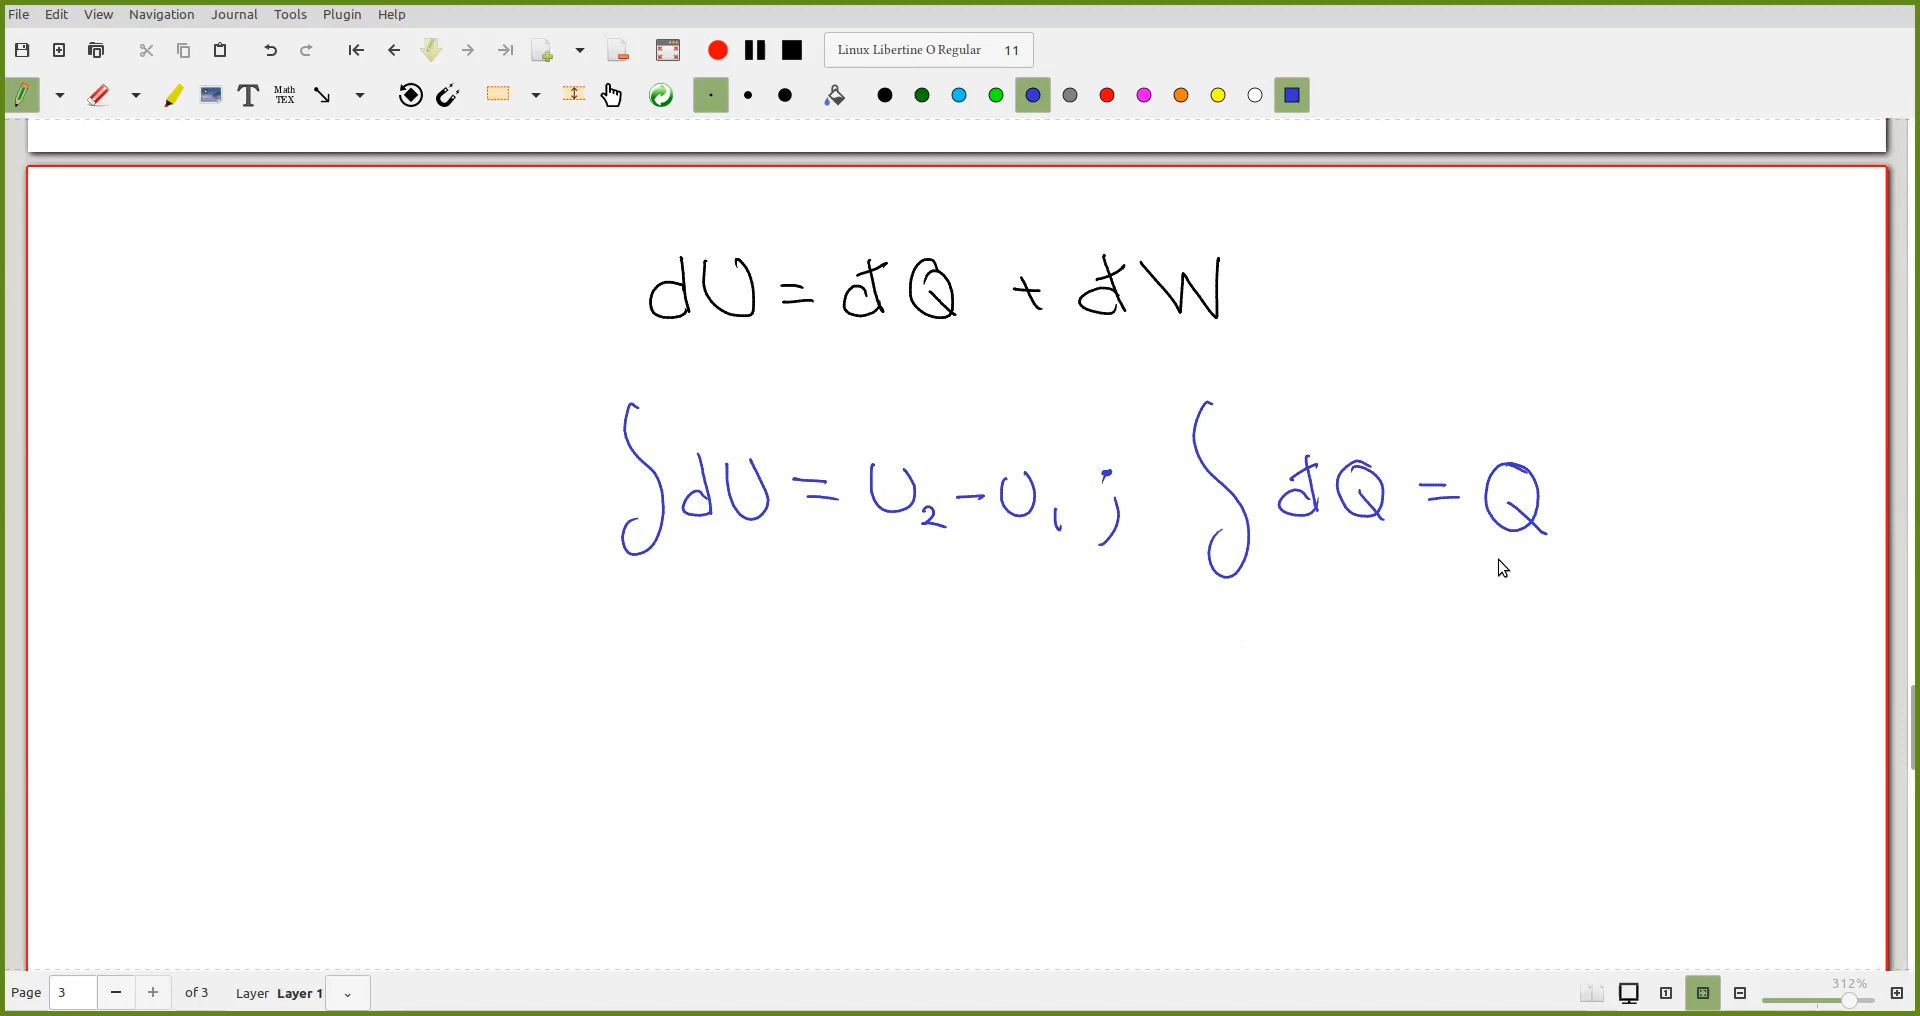 File Edit View Navigation Journal Tools Plugin Help
Linux Libertine O Regular 11
T Math TEX
dU = đQ + đW
∫dU = U₂ - U₁ ; ∫ đQ = Q
Page 3 of 3 Layer Layer 1 312%